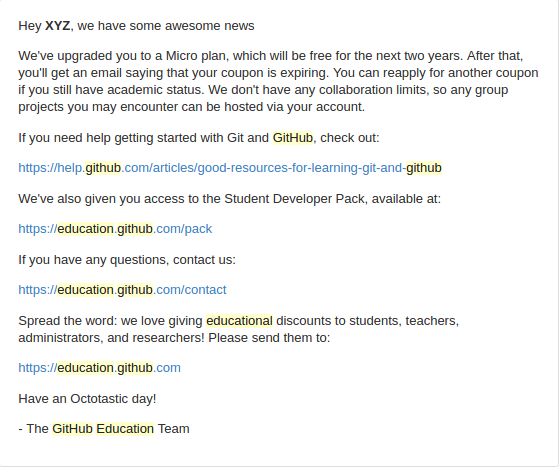 Hey XYZ, we have some awesome news
We've upgraded you to a Micro plan, which will be free for the next two years. After that,
you'll get an email saying that your coupon is expiring. You can reapply for another coupon
if you still have academic status. We don't have any collaboration limits, so any group
projects you may encounter can be hosted via your account.
If you need help getting started with Git and GitHub, check out:
https://help.github.com/articles/good-resources-for-learning-git-and-github
We've also given you access to the Student Developer Pack, available at:
https://education.github.com/pack
If you have any questions, contact us:
https://education.github.com/contact
Spread the word: we love giving educational discounts to students, teachers,
administrators, and researchers! Please send them to:
https://education.github.com
Have an Octotastic day!
- The GitHub Education Team